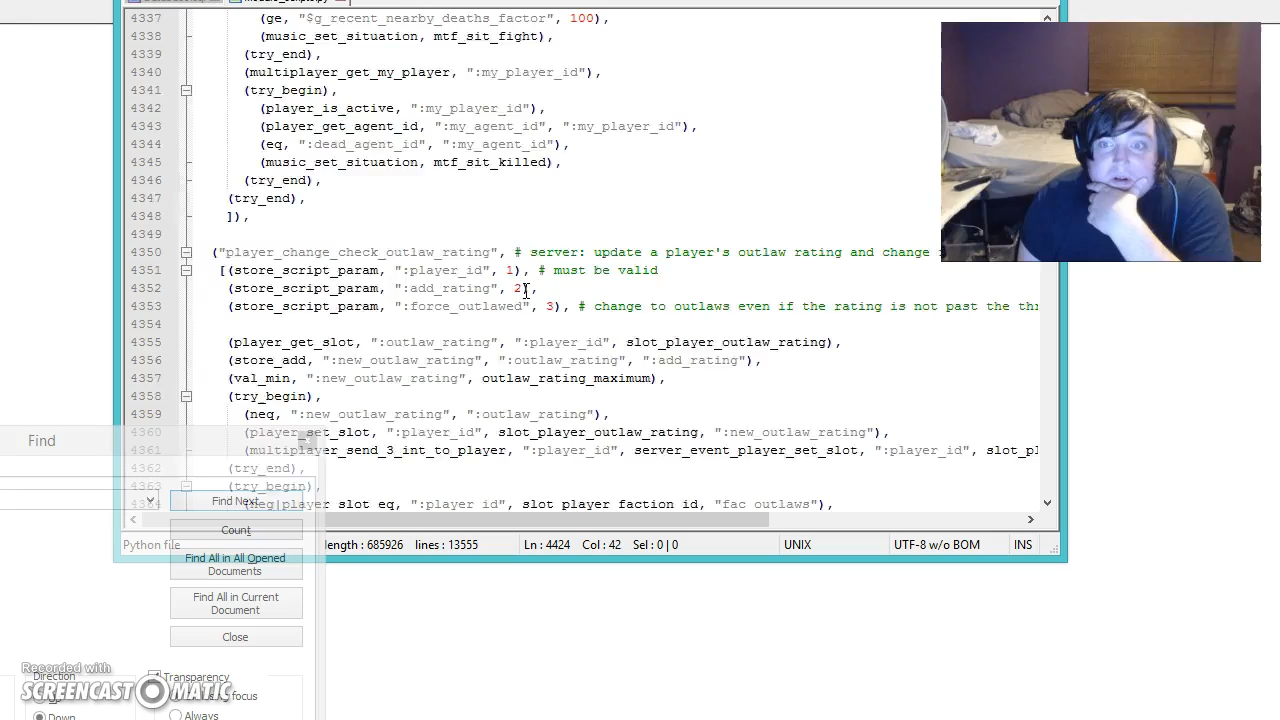 module_scripts.py
4337 (ge, "$g_recent_nearby_deaths_factor", 100),
4338 (music_set_situation, mtf_sit_fight),
4339 (try_end),
4340 (multiplayer_get_my_player, ":my_player_id"),
4341 (try_begin),
4342 (player_is_active, ":my_player_id"),
4343 (player_get_agent_id, ":my_agent_id", ":my_player_id"),
4344 (eq, ":dead_agent_id", ":my_agent_id"),
4345 (music_set_situation, mtf_sit_killed),
4346 (try_end),
4347 (try_end),
4348 ]),
4349
4350 ("player_change_check_outlaw_rating", # server: update a player's outlaw rating and change
4351 [(store_script_param, ":player_id", 1), # must be valid
4352 (store_script_param, ":add_rating", 2),
4353 (store_script_param, ":force_outlawed", 3), # change to outlaws even if the rating is not past the thr
4354
4355 (player_get_slot, ":outlaw_rating", ":player_id", slot_player_outlaw_rating),
4356 (store_add, ":new_outlaw_rating", ":outlaw_rating", ":add_rating"),
4357 (val_min, ":new_outlaw_rating", outlaw_rating_maximum),
4358 (try_begin),
4359 (neq, ":new_outlaw_rating", ":outlaw_rating"),
4360 (player_set_slot, ":player_id", slot_player_outlaw_rating, ":new_outlaw_rating"),
4361 (multiplayer_send_3_int_to_player, ":player_id", server_event_player_set_slot, ":player_id", slot_pl
4362 (try_end),
4363 (try_begin),
4364 (neg|player_slot_eq, ":player_id", slot_player_faction_id, "fac_outlaws"),
Find
Find Next
Count
Find All in All Opened
Documents
Find All in Current
Document
Close
Python file length : 685926 lines : 13555 Ln : 4424 Col : 42 Sel : 0 | 0 UNIX UTF-8 w/o BOM INS
Direction
Down
Transparency
focus
Always
Recorded with
SCREENCAST MATIC